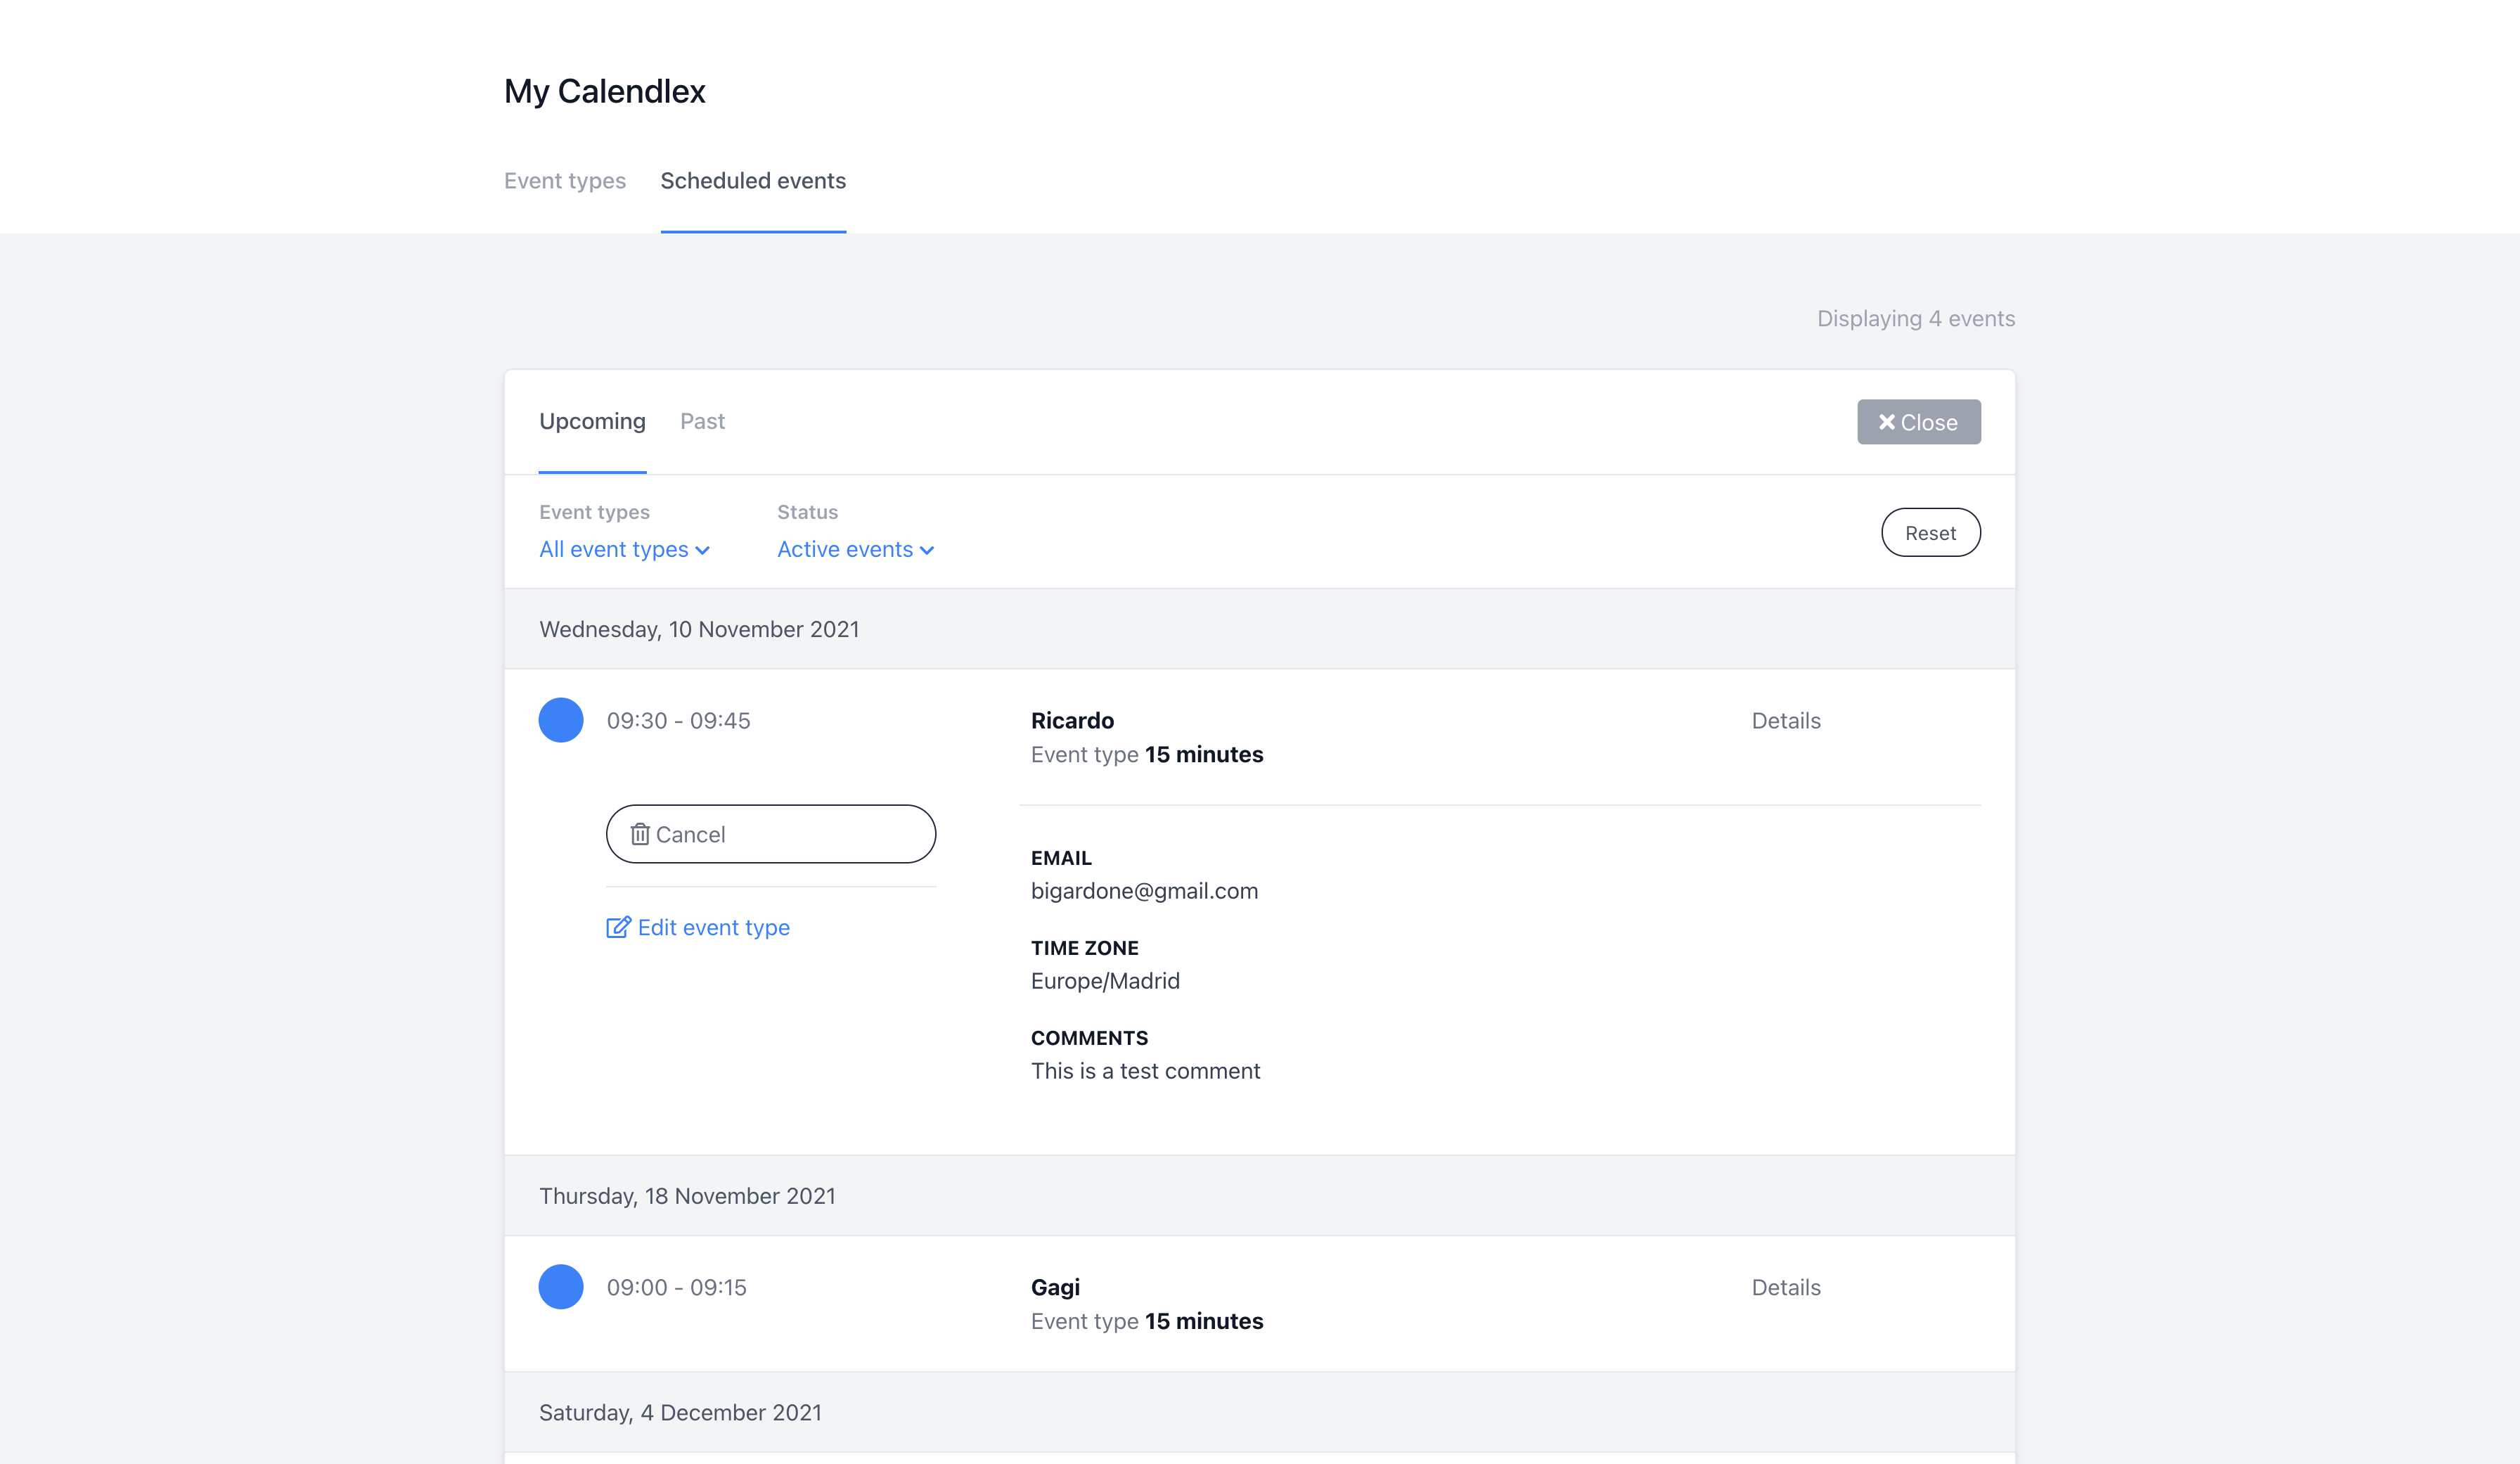 My Calendlex
Event types Scheduled events
Displaying 4 events
Upcoming Past Close
Event types Status
All event types Active events
Reset
Wednesday, 10 November 2021
09:30 - 09:45 Ricardo Details
Event type 15 minutes
Cancel
EMAIL
bigardone@gmail.com
Edit event type
TIME ZONE
Europe/Madrid
COMMENTS
This is a test comment
Thursday, 18 November 2021
09:00 - 09:15 Gagi Details
Event type 15 minutes
Saturday, 4 December 2021